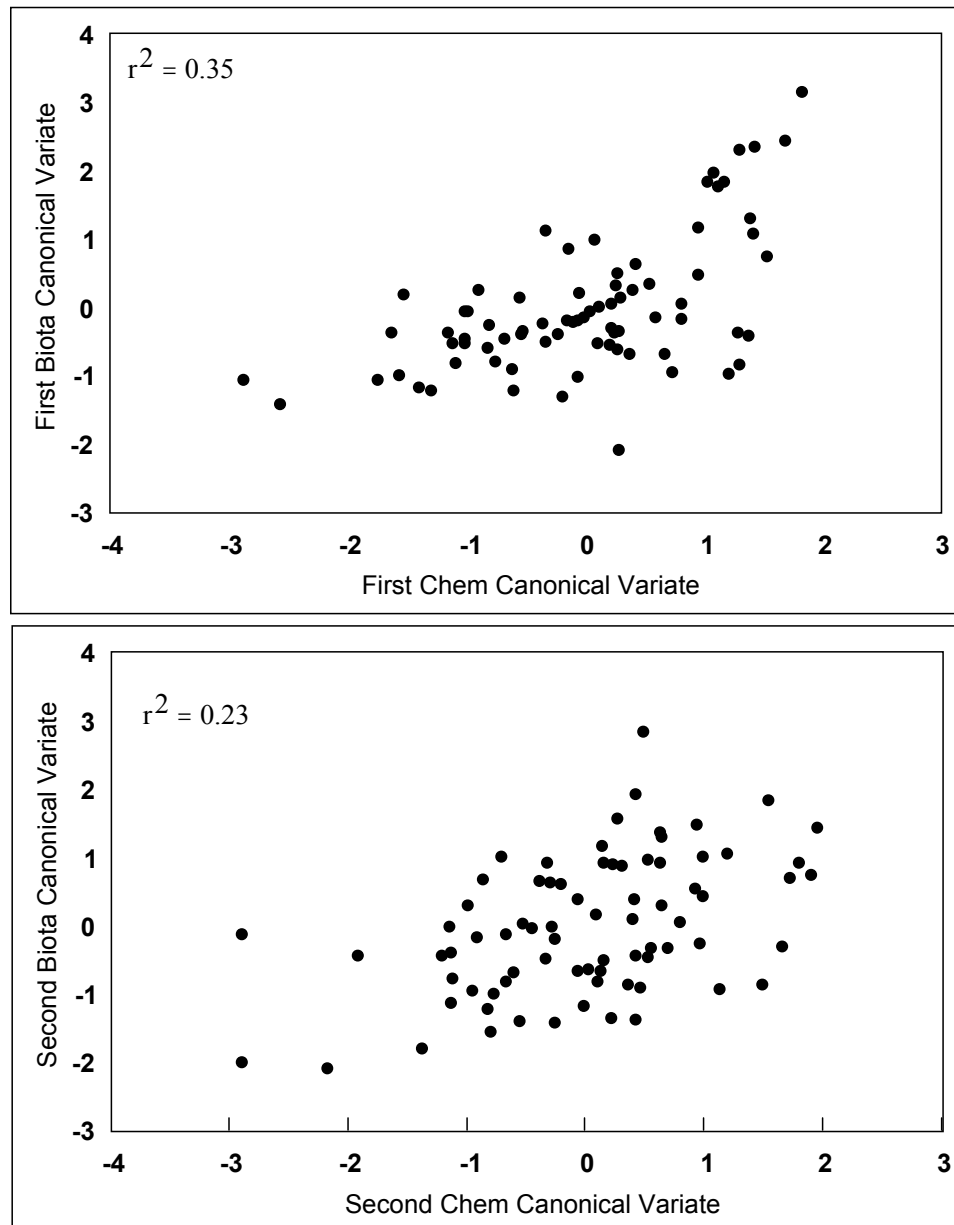 r2 = 0.35
First Biota Canonical Variate
4
3
2
1
0
-1
-2
-3
-4 -3 -2 -1 0 1 2 3
First Chem Canonical Variate
r2 = 0.23
Second Biota Canonical Variate
4
3
2
1
0
-1
-2
-3
-4 -3 -2 -1 0 1 2 3
Second Chem Canonical Variate